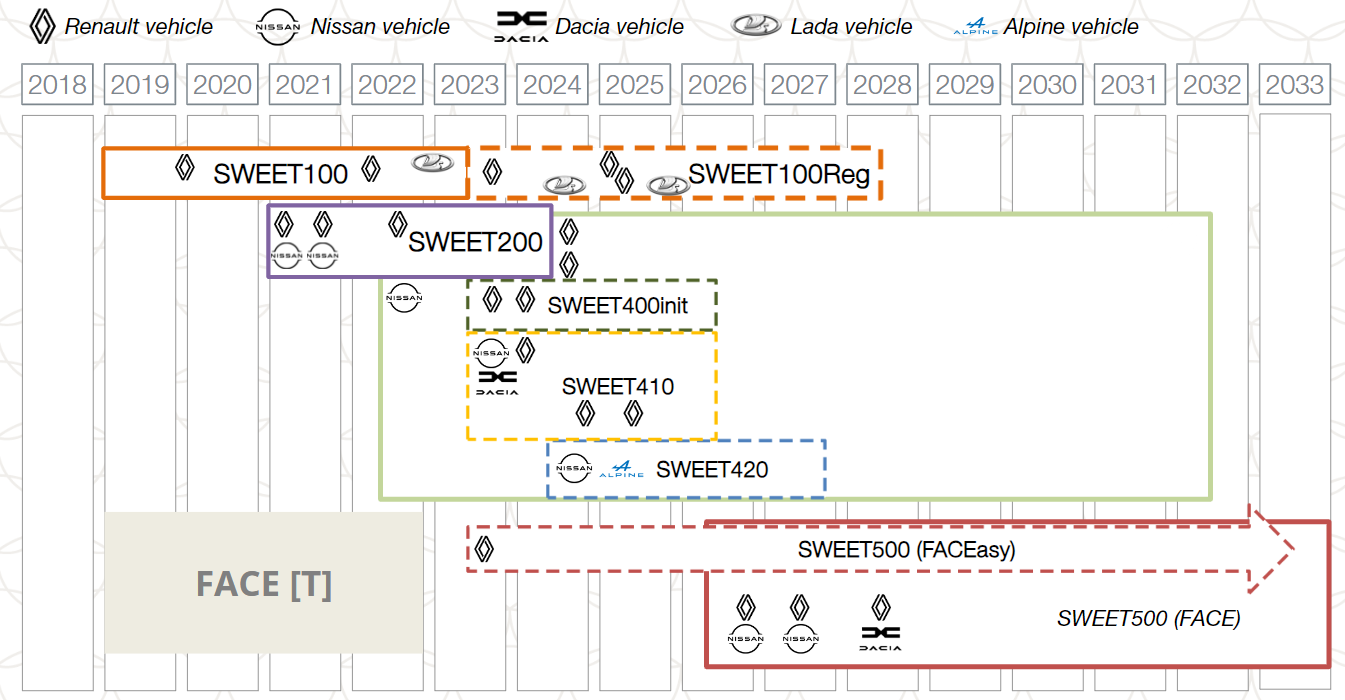 Renault vehicle
NISSAN Nissan vehicle
DACIA Dacia vehicle
Lada vehicle
ALPINE Alpine vehicle
2018 2019 2020 2021 2022 2023 2024 2025 2026 2027 2028 2029 2030 2031 2032 2033
SWEET100
SWEET100Reg
SWEET200
NISSAN NISSAN
NISSAN
SWEET400init
NISSAN
DACIA
SWEET410
NISSAN ALPINE SWEET420
SWEET500 (FACEasy)
FACE [T]
SWEET500 (FACE)
NISSAN NISSAN DACIA